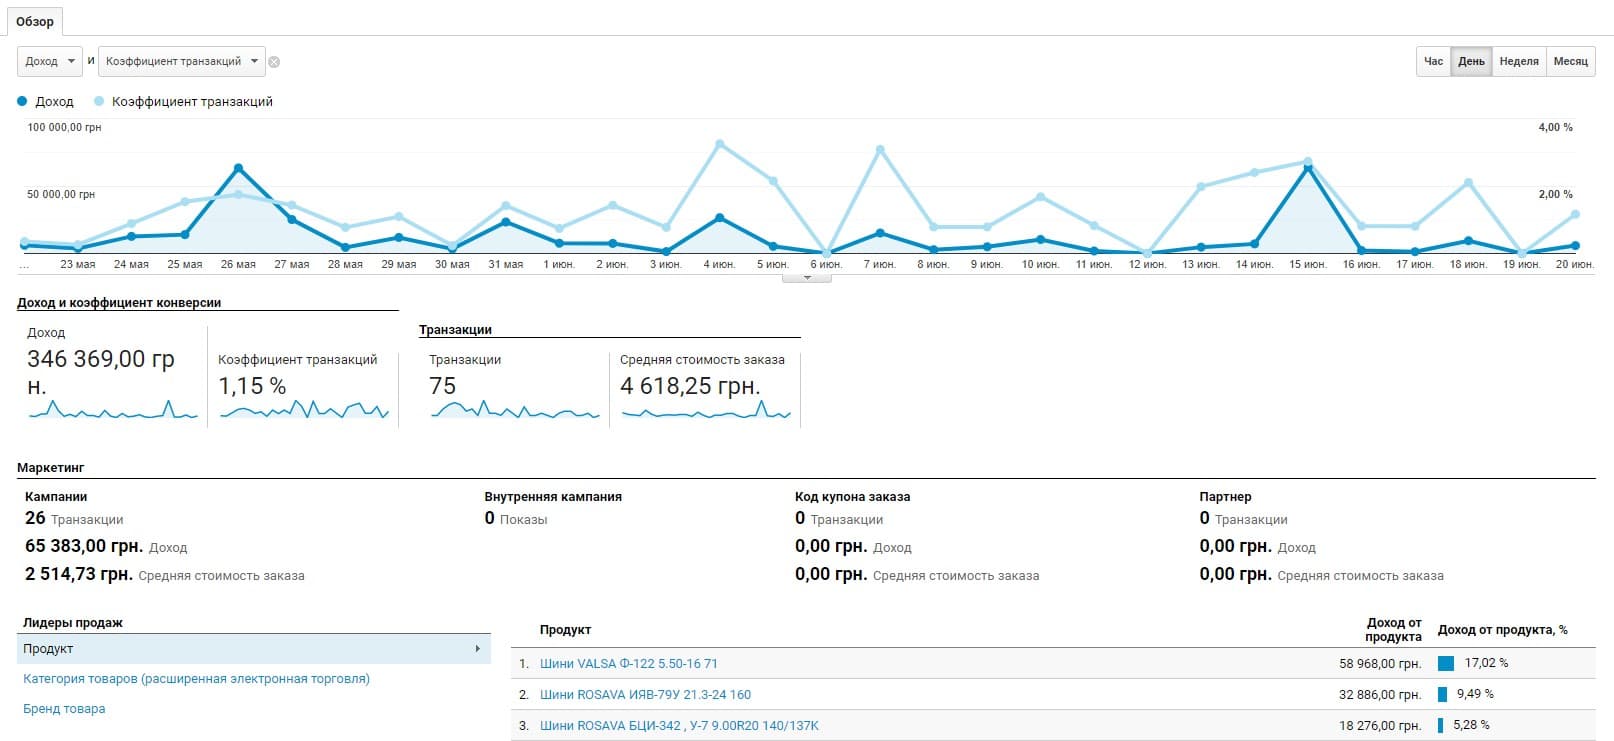 Обзор
Доход и Коэффициент транзакций
Час День Неделя Месяц
Доход Коэффициент транзакций
100 000,00 грн 4,00 %
50 000,00 грн 2,00 %
... 23 мая 24 мая 25 мая 26 мая 27 мая 28 мая 29 мая 30 мая 31 мая 1 июн. 2 июн. 3 июн. 4 июн. 5 июн. 6 июн. 7 июн. 8 июн. 9 июн. 10 июн. 11 июн. 12 июн. 13 июн. 14 июн. 15 июн. 16 июн. 17 июн. 18 июн. 19 июн. 20 июн.
Доход и коэффициент конверсии
Доход
346 369,00 гр
н.
Коэффициент транзакций
1,15 %
Транзакции
Транзакции
75
Средняя стоимость заказа
4 618,25 грн.
Маркетинг
Кампании
26 Транзакции
65 383,00 грн. Доход
2 514,73 грн. Средняя стоимость заказа
Внутренняя кампания
0 Показы
Код купона заказа
0 Транзакции
0,00 грн. Доход
0,00 грн. Средняя стоимость заказа
Партнер
0 Транзакции
0,00 грн. Доход
0,00 грн. Средняя стоимость заказа
Лидеры продаж
Продукт
Категория товаров (расширенная электронная торговля)
Бренд товара
Продукт Доход от
продукта Доход от продукта, %
1. Шини VALSA Ф-122 5.50-16 71 58 968,00 грн. 17,02 %
2. Шини ROSAVA ИЯВ-79У 21.3-24 160 32 886,00 грн. 9,49 %
3. Шини ROSAVA БЦИ-342 , У-7 9.00R20 140/137K 18 276,00 грн. 5,28 %